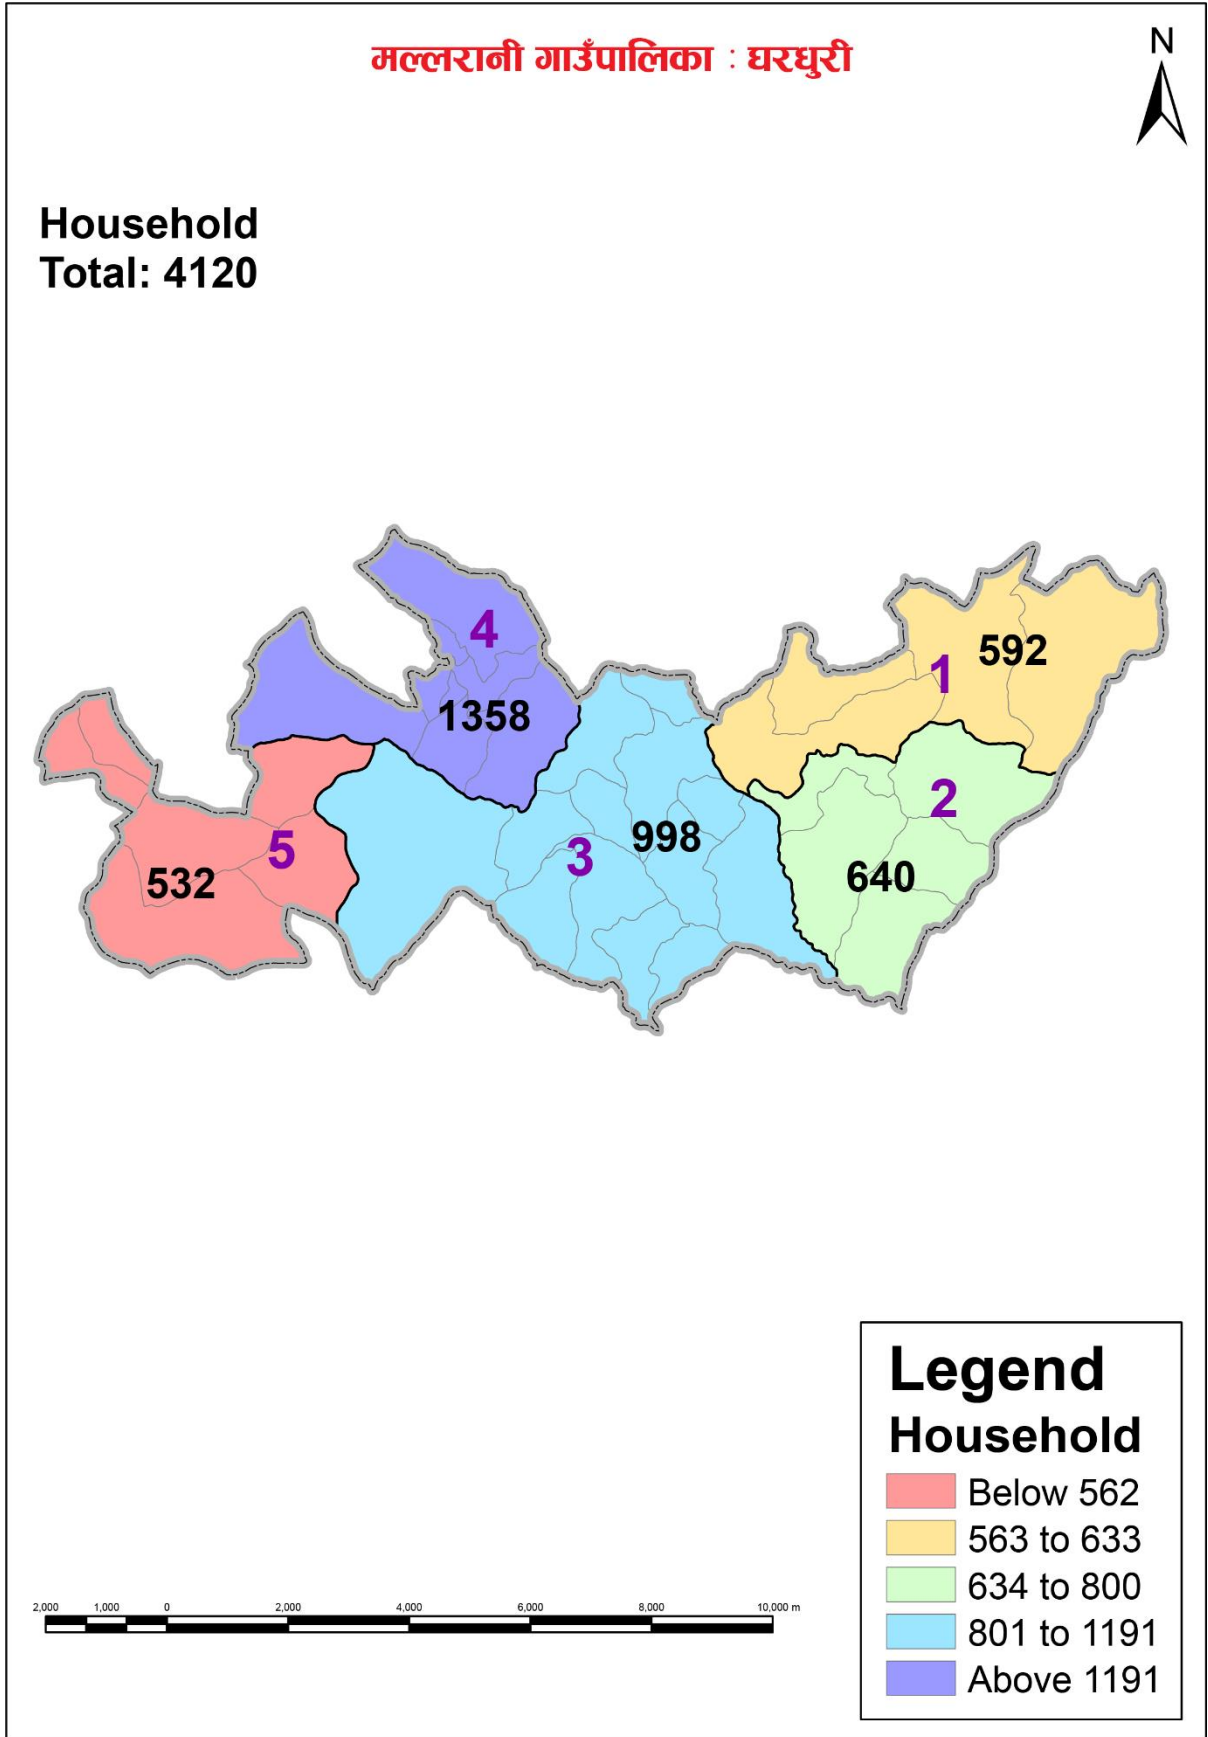 मल्लरानी गाउँपालिका : घरधुरी
N
Household
Total: 4120
4
592
1
1358
2
998
3
5
640
532
Legend
Household
Below 562
563 to 633
634 to 800
801 to 1191
Above 1191
2,000 1,000 0 2,000 4,000 6,000 8,000 10,000 m